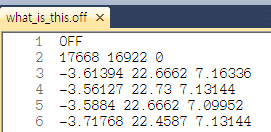 what_is_this.off ×
1 OFF
2 17668 16922 0
3 -3.61394 22.6662 7.16336
4 -3.56127 22.73 7.13144
5 -3.5884 22.6662 7.09952
6 -3.71768 22.4587 7.13144